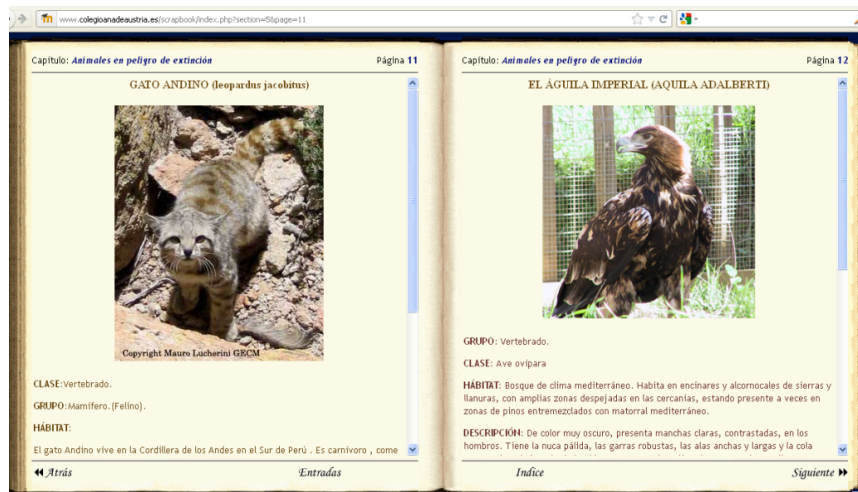 www.colegioanadeaustria.es/scrapbook/index.php?section=5&page=11
Capítulo: Animales en peligro de extinción
Página 11
GATO ANDINO (leopardus jacobitus)
Copyright Mauro Lucherini GECM
CLASE:Vertebrado.
GRUPO:Mamífero.(Felino).
HÁBITAT:
El gato Andino vive en la Cordillera de los Andes en el Sur de Perú . Es carnívoro , come
Atrás
Entradas
Capítulo: Animales en peligro de extinción
Página 12
EL ÁGUILA IMPERIAL (AQUILA ADALBERTI)
GRUPO: Vertebrado.
CLASE: Ave ovípara
HÁBITAT: Bosque de clima mediterráneo. Habita en encinares y alcornocales de sierras y
llanuras, con amplias zonas despejadas en las cercanías, estando presente a veces en
zonas de pinos entremezclados con matorral mediterráneo.
DESCRIPCIÓN: De color muy oscuro, presenta manchas claras, contrastadas, en los
hombros. Tiene la nuca pálida, las garras robustas, las alas anchas y largas y la cola
Indice
Siguiente